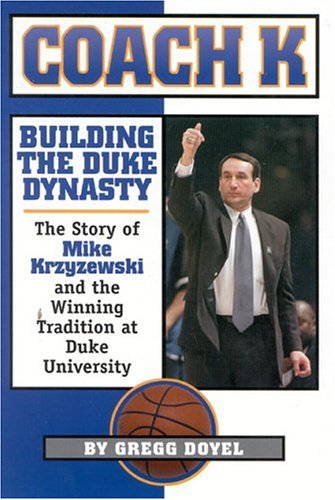 COACH K
BUILDING
THE DUKE
DYNASTY
The Story of
Mike
Krzyzewski
and the
Winning
Tradition at
Duke
University
BY GREGG DOYEL